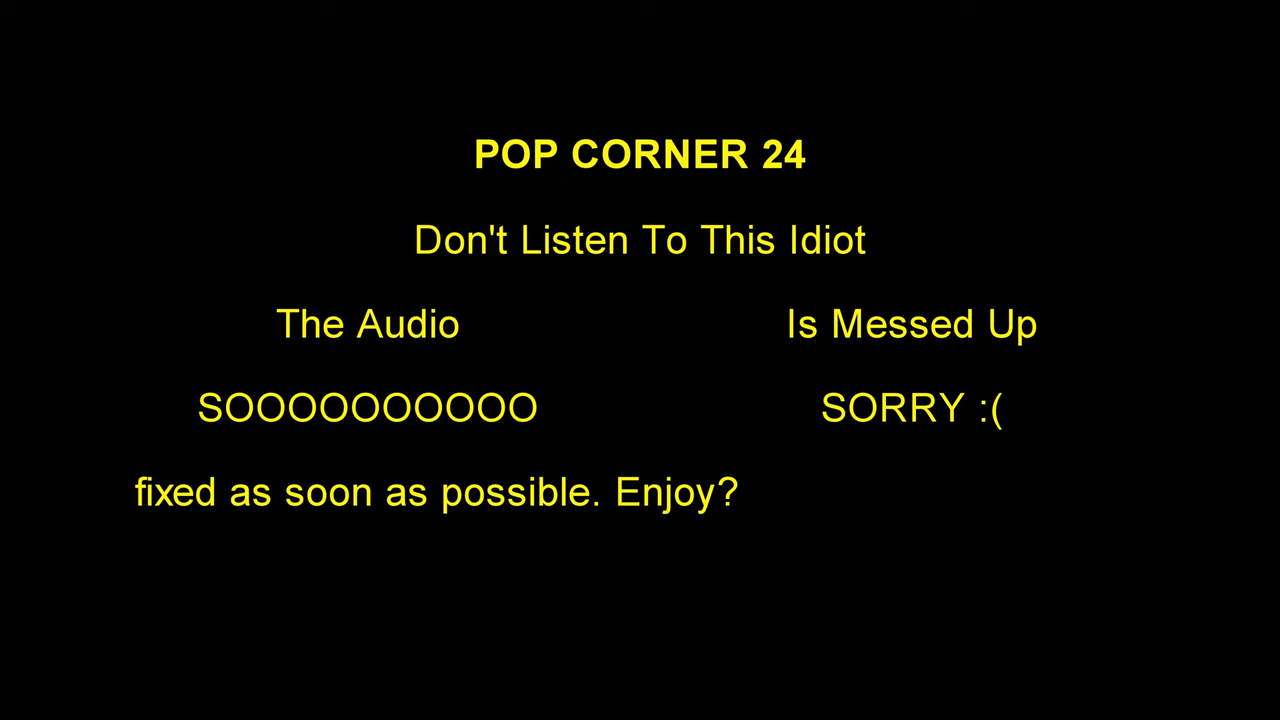 POP CORNER 24
Don't Listen To This Idiot
The Audio Is Messed Up
SOOOOOOOOOO SORRY :(
fixed as soon as possible. Enjoy?